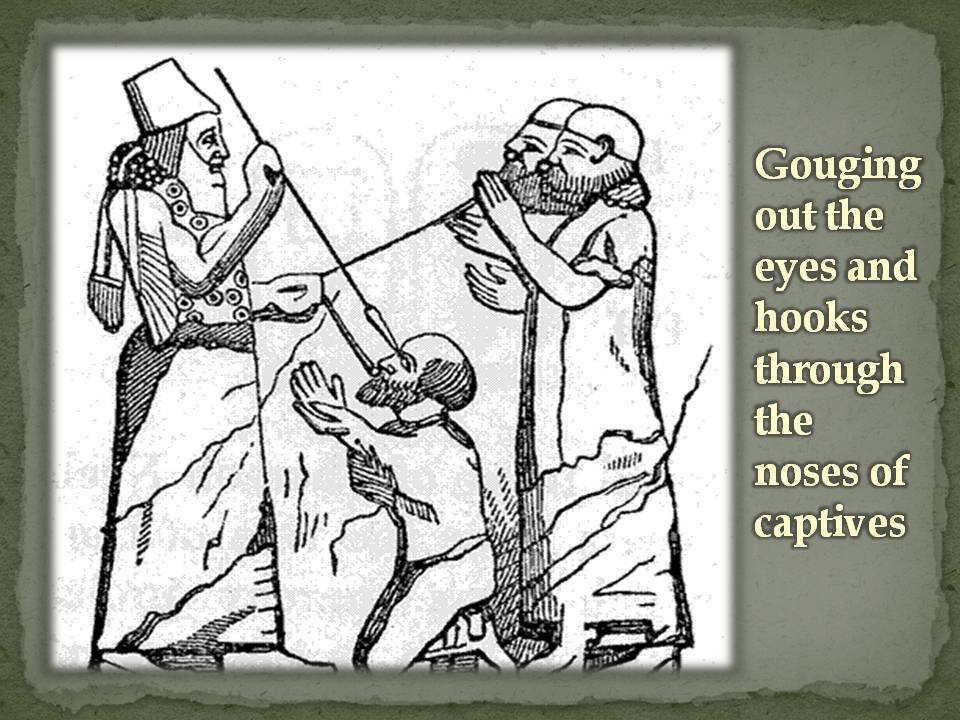 Gouging
out the
eyes and
hooks
through
the
noses of
captives